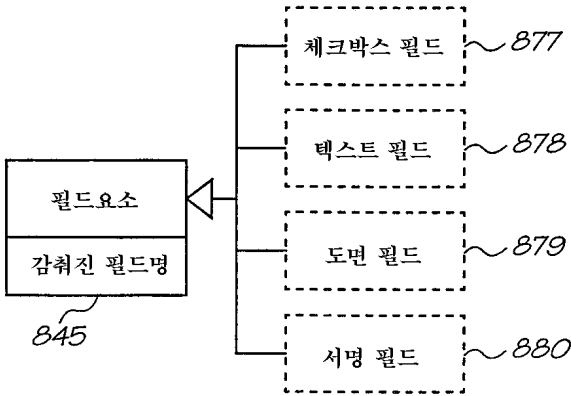 체크박스 필드
877
텍스트 필드
878
필드요소
도면 필드
879
감춰진 필드명
845
서명 필드
880